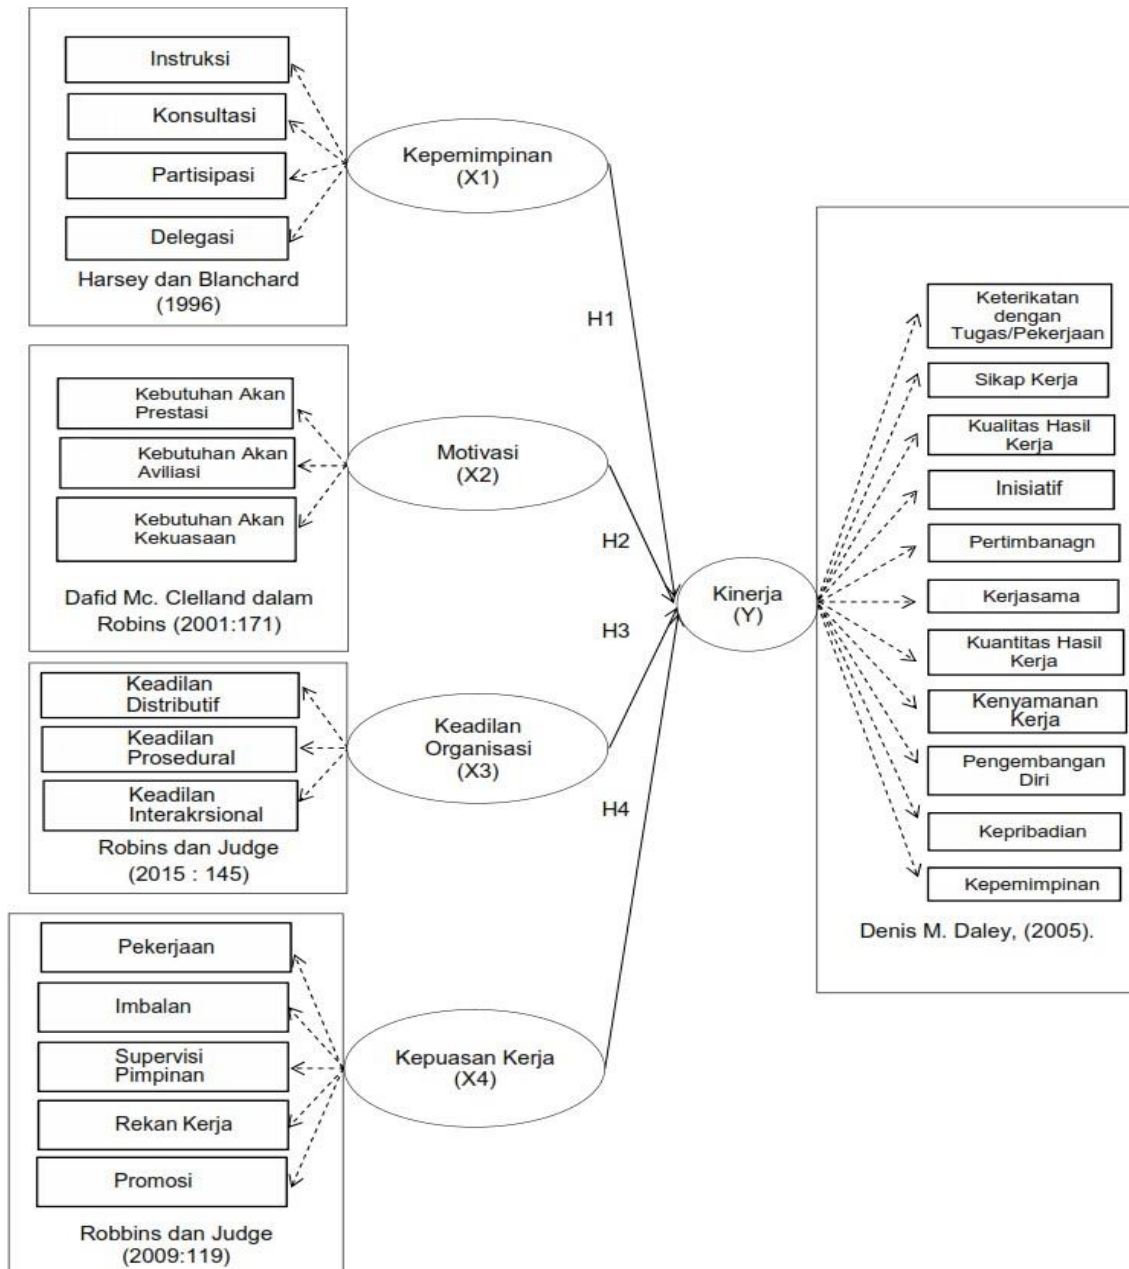 Instruksi
Konsultasi
Partisipasi
Delegasi
Harsey dan Blanchard
(1996)
Kepemimpinan
(X1)
H1
Kebutuhan Akan
Prestasi
Kebutuhan Akan
Aviliasi
Kebutuhan Akan
Kekuasaan
Dafid Mc. Clelland dalam
Robins (2001:171)
Motivasi
(X2)
H2
Keadilan
Distributif
Keadilan
Prosedural
Keadilan
Interakrsional
Robins dan Judge
(2015 : 145)
Keadilan
Organisasi
(X3)
H3
Pekerjaan
Imbalan
Supervisi
Pimpinan
Rekan Kerja
Promosi
Robbins dan Judge
(2009:119)
Kepuasan Kerja
(X4)
H4
Kinerja
(Y)
Keterikatan
dengan
Tugas/Pekerjaan
Sikap Kerja
Kualitas Hasil
Kerja
Inisiatif
Pertimbanagn
Kerjasama
Kuantitas Hasil
Kerja
Kenyamanan
Kerja
Pengembangan
Diri
Kepribadian
Kepemimpinan
Denis M. Daley, (2005).